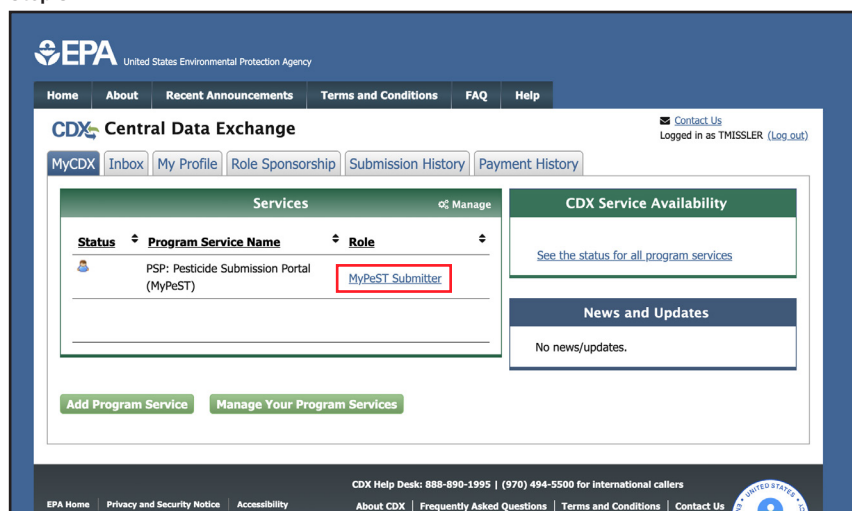 EPA United States Environmental Protection Agency
Home About Recent Announcements Terms and Conditions FAQ Help
CDX Central Data Exchange
Contact Us
Logged in as TMISSLER (Log out)
MyCDX Inbox My Profile Role Sponsorship Submission History Payment History
Services Manage
Status Program Service Name Role
PSP: Pesticide Submission Portal
(MyPeST)
MyPeST Submitter
CDX Service Availability
See the status for all program services
News and Updates
No news/updates.
Add Program Service Manage Your Program Services
CDX Help Desk: 888-890-1995 | (970) 494-5500 for international callers
EPA Home | Privacy and Security Notice | Accessibility
About CDX | Frequently Asked Questions | Terms and Conditions | Contact Us
UNITED STATES